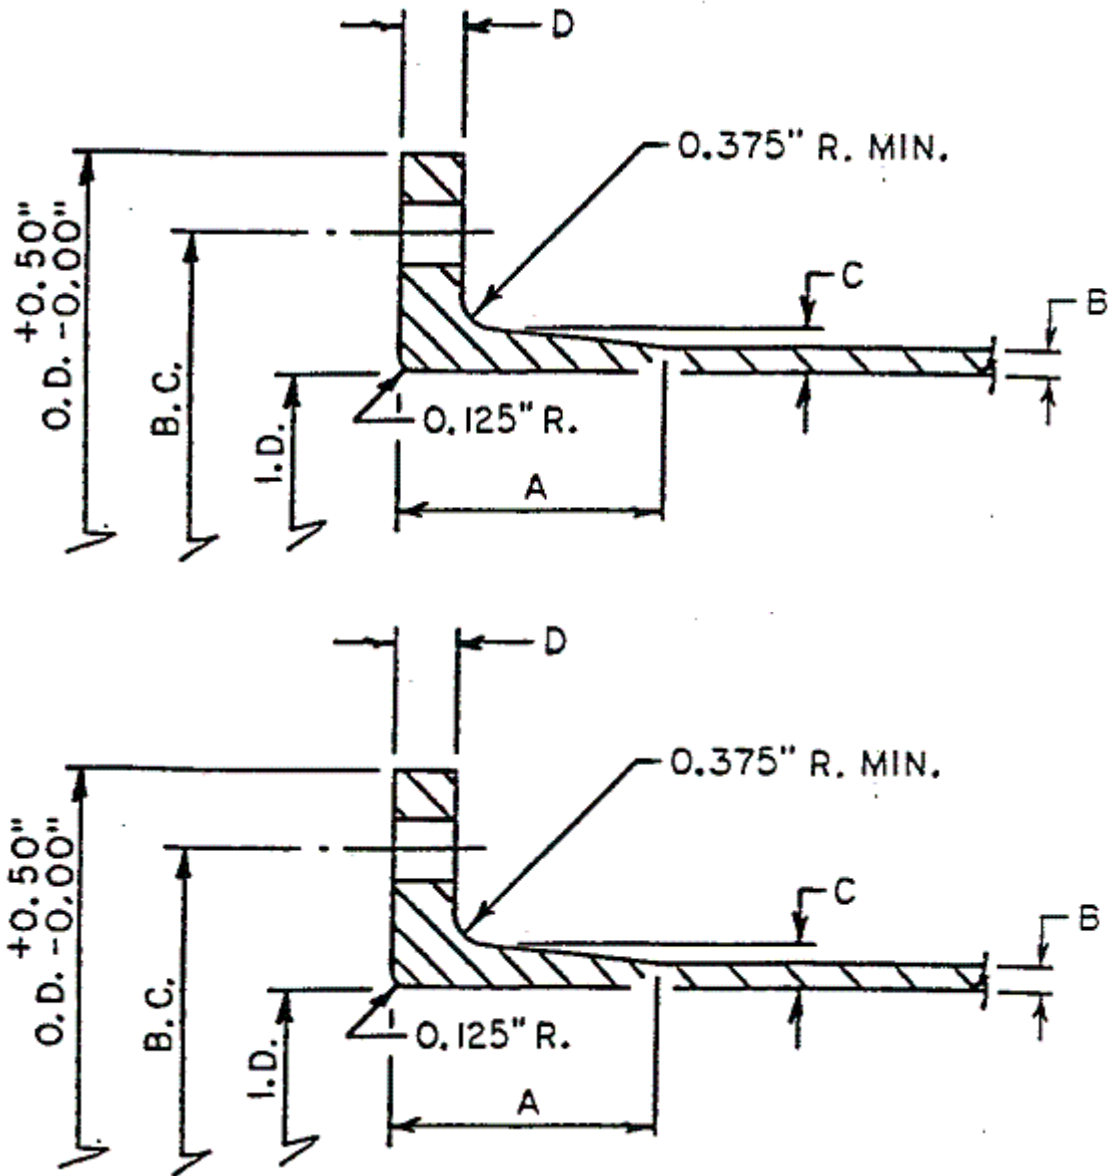 D
0.375" R. MIN.
+0.50"
O.D. -0.00"
B.C.
I.D.
C
B
0.125" R.
A
D
0.375" R. MIN.
+0.50"
O.D. -0.00"
B.C.
I.D.
C
B
0.125" R.
A